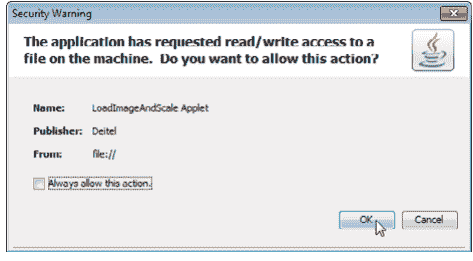 Security Warning
The application has requested read/write access to a
file on the machine. Do you want to allow this action?
Name: LoadImageAndScale Applet
Publisher: Deitel
From: file://
Always allow this action.
OK Cancel